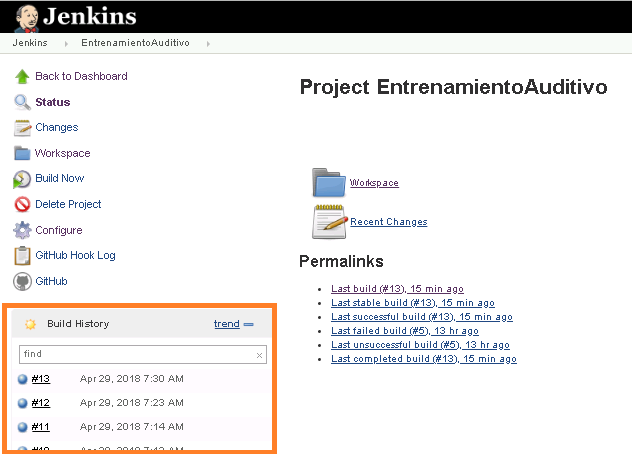 Jenkins
Jenkins EntrenamientoAuditivo
Back to Dashboard
Status
Changes
Workspace
Build Now
Delete Project
Configure
GitHub Hook Log
GitHub
Build History trend
find
#13 Apr 29, 2018 7:30 AM
#12 Apr 29, 2018 7:23 AM
#11 Apr 29, 2018 7:14 AM
Project EntrenamientoAuditivo
Workspace
Recent Changes
Permalinks
Last build (#13), 15 min ago
Last stable build (#13), 15 min ago
Last successful build (#13), 15 min ago
Last failed build (#5), 13 hr ago
Last unsuccessful build (#5), 13 hr ago
Last completed build (#13), 15 min ago